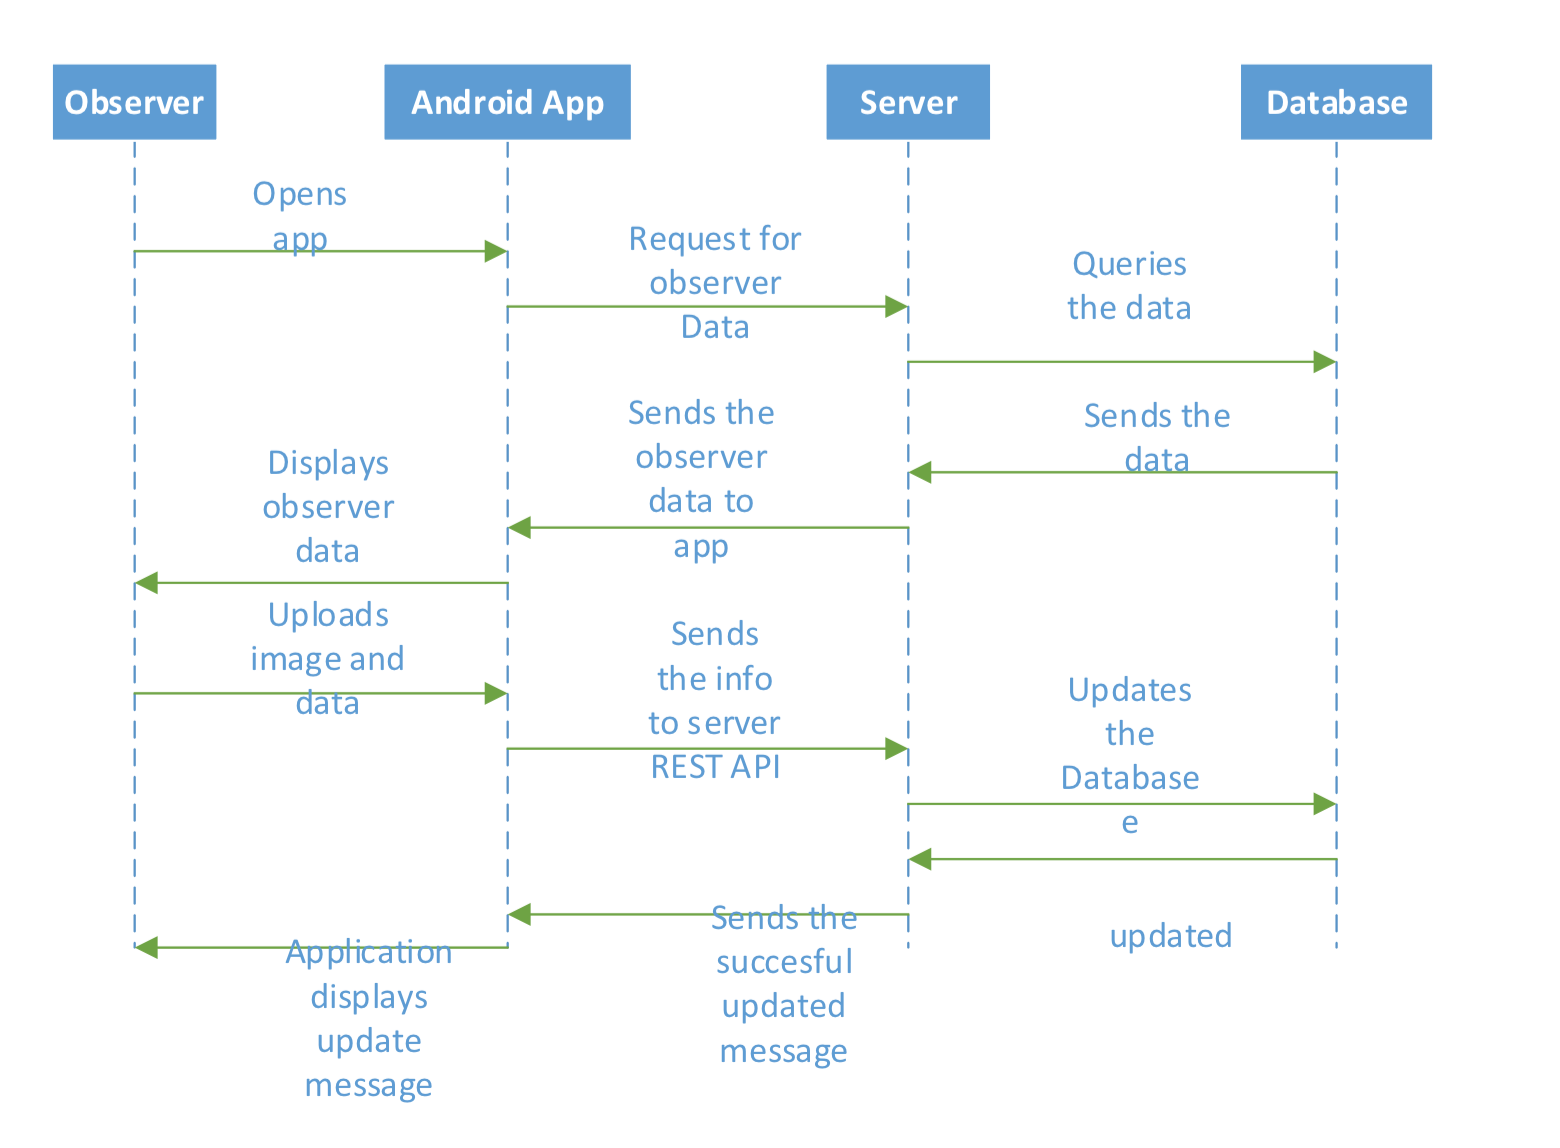 Observer
Android App
Server
Database
Opens
app
Request for
observer
Data
Queries
the data
Sends the
data
Sends the
observer
data to
app
Displays
observer
data
Uploads
image and
data
Sends
the info
to server
REST API
Updates
the
Database
e
updated
Sends the
succesful
updated
message
Application
displays
update
message